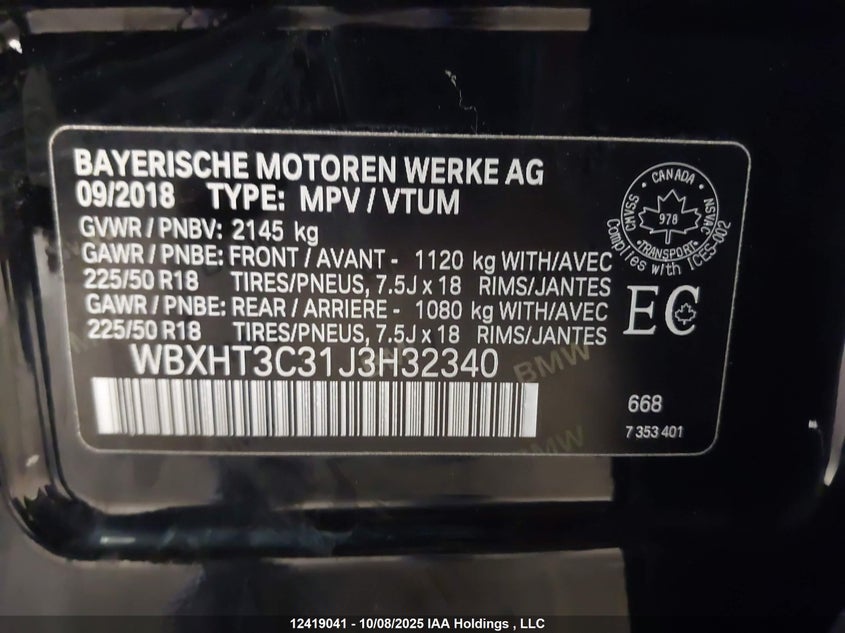 BAYERISCHE MOTOREN WERKE AG
09/2018 TYPE: MPV / VTUM
GVWR / PNBV: 2145 kg
GAWR / PNBE: FRONT / AVANT - 1120 kg WITH/AVEC
225/50 R18 TIRES/PNEUS, 7.5J x 18 RIMS/JANTES
GAWR / PNBE: REAR / ARRIERE - 1080 kg WITH/AVEC
225/50 R18 TIRES/PNEUS, 7.5J x 18 RIMS/JANTES
WBXHT3C31J3H32340
CANADA
CMVSS
978
NSVAC
TRANSPORT
Complies with ICES-002
EC
BMW
BMW
668
7 353 401
12419041 - 10/08/2025 IAA Holdings , LLC